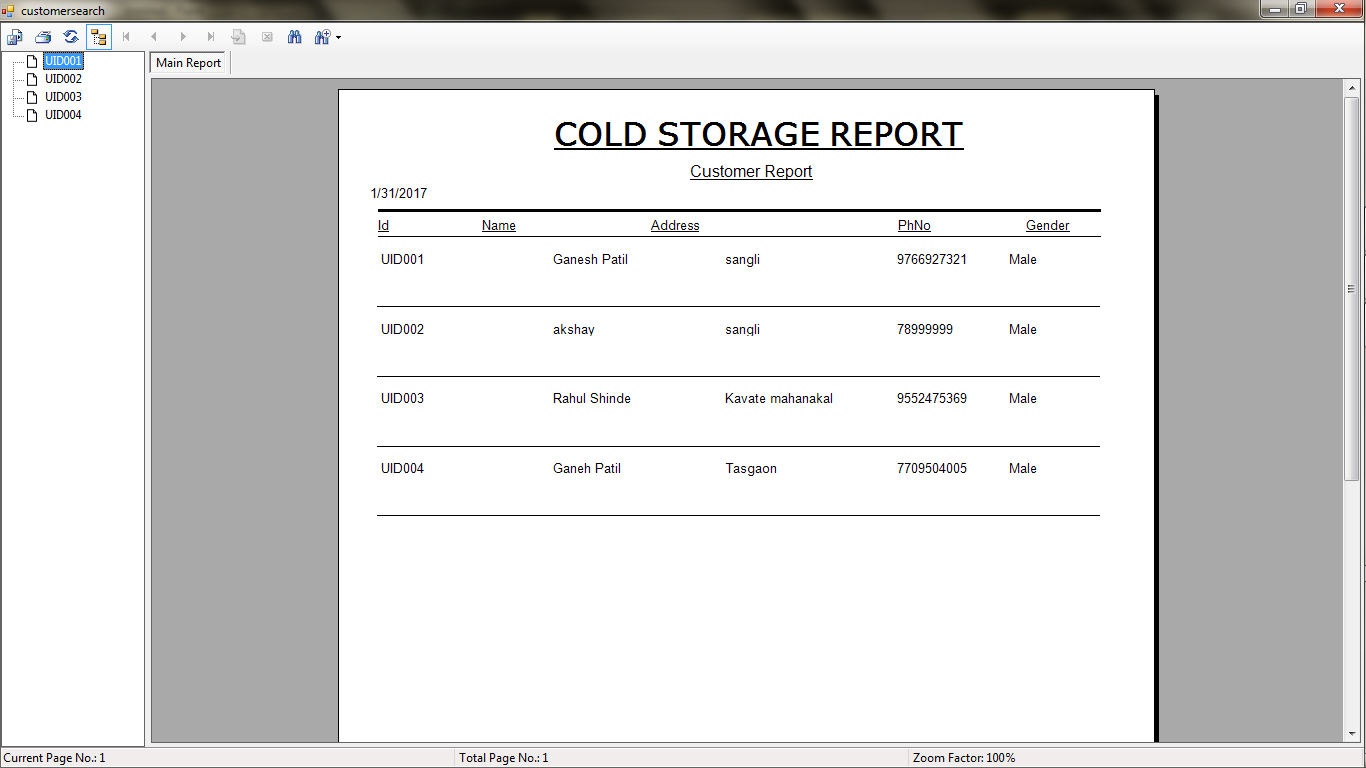 customersearch
UID001
UID002
UID003
UID004
Main Report
COLD STORAGE REPORT
Customer Report
1/31/2017
Id Name Address PhNo Gender
UID001 Ganesh Patil sangli 9766927321 Male
UID002 akshay sangli 78999999 Male
UID003 Rahul Shinde Kavate mahanakal 9552475369 Male
UID004 Ganeh Patil Tasgaon 7709504005 Male
Current Page No.: 1 Total Page No.: 1 Zoom Factor: 100%